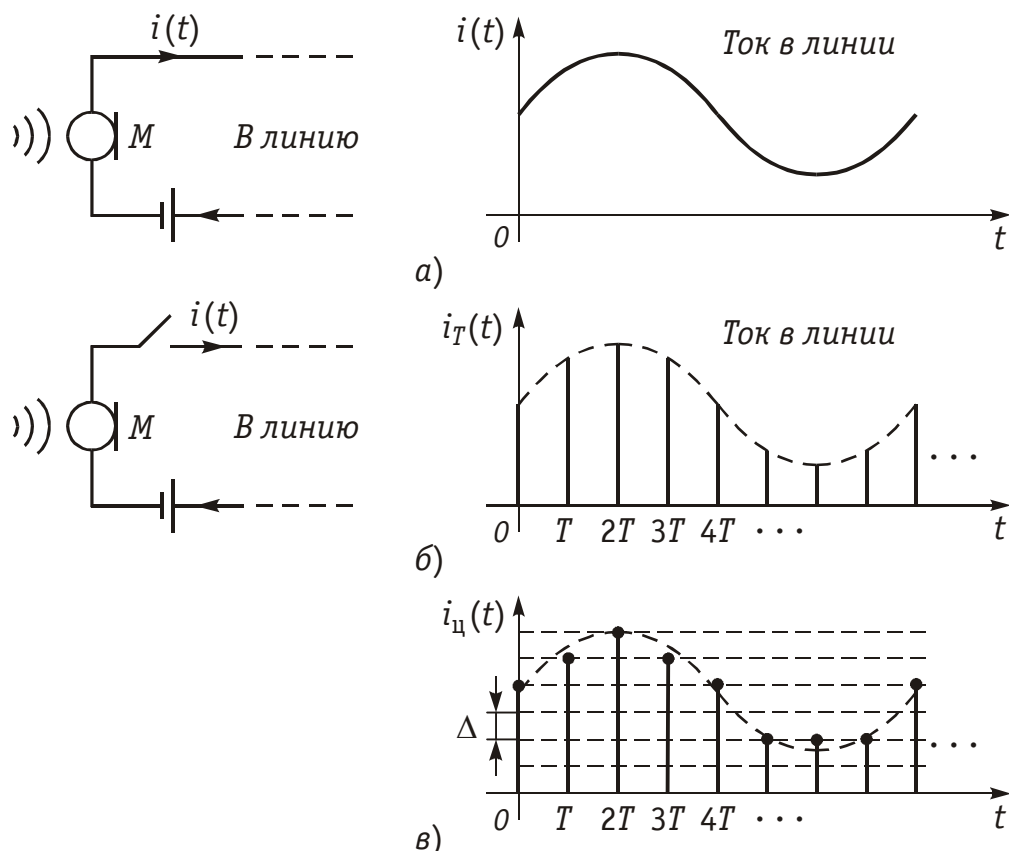 i(t)
M
В линию
i(t)
Ток в линии
0
t
а)
i(t)
M
В линию
i_T(t)
Ток в линии
. . .
0 T 2T 3T 4T . . .
t
б)
i_ц(t)
Δ
. . .
0 T 2T 3T 4T . . .
t
в)